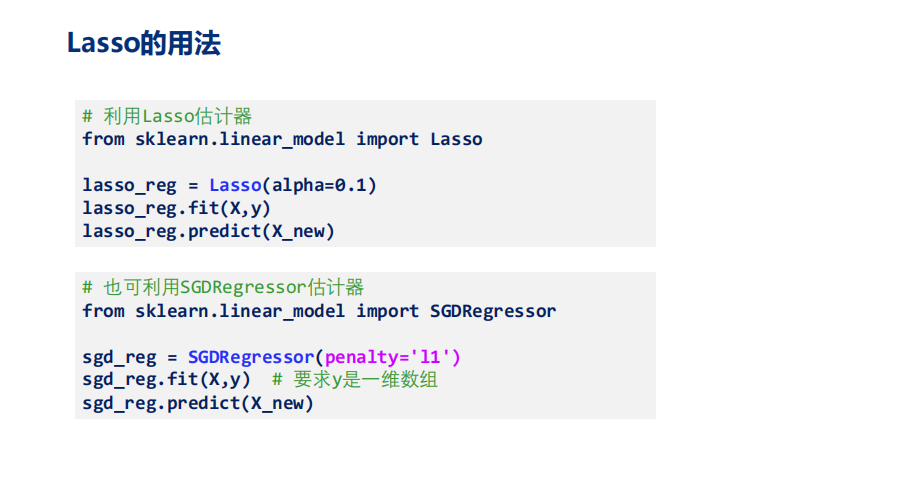 Lasso的用法
# 利用Lasso估计器
from sklearn.linear_model import Lasso
lasso_reg = Lasso(alpha=0.1)
lasso_reg.fit(X,y)
lasso_reg.predict(X_new)
# 也可利用SGDRegressor估计器
from sklearn.linear_model import SGDRegressor
sgd_reg = SGDRegressor(penalty='l1')
sgd_reg.fit(X,y)  # 要求y是一维数组
sgd_reg.predict(X_new)